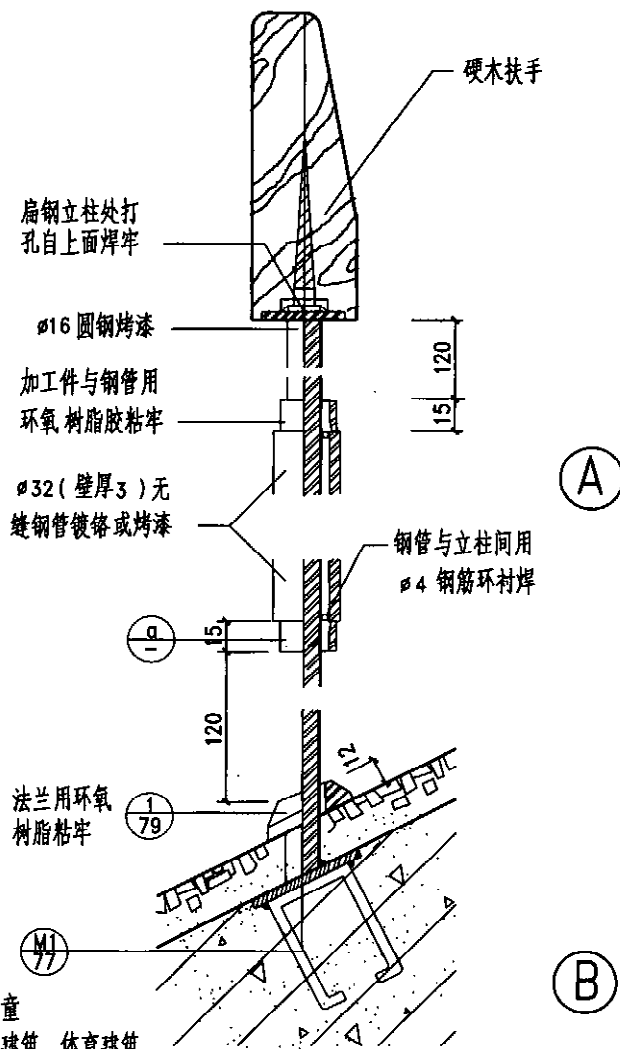 硬木扶手
扁钢立柱处打
孔自上面焊牢
ø16 圆钢烤漆
加工件与钢管用
环氧树脂胶粘牢
120
15
ø32(壁厚3)无
缝钢管镀铬或烤漆
A
钢管与立柱间用
ø4 钢筋环衬焊
a
–
15
120
12
法兰用环氧
树脂粘牢
1
79
M1
77
B
童